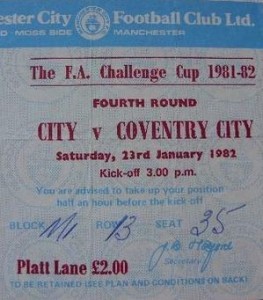 ester City Football Club Ltd.
D · MOSS SIDE MANCHESTER
The F.A. Challenge Cup 1981-82
FOURTH ROUND
CITY v COVENTRY CITY
Saturday, 23rd January 1982
Kick-off 3.00 p.m.
You are advised to take up your position
half an hour before the kick off
BLOCK ROW 13 SEAT 35
Secretary
Platt Lane £2.00
TO BE RETAINED (SEE PLAN AND CONDITIONS ON BACK)